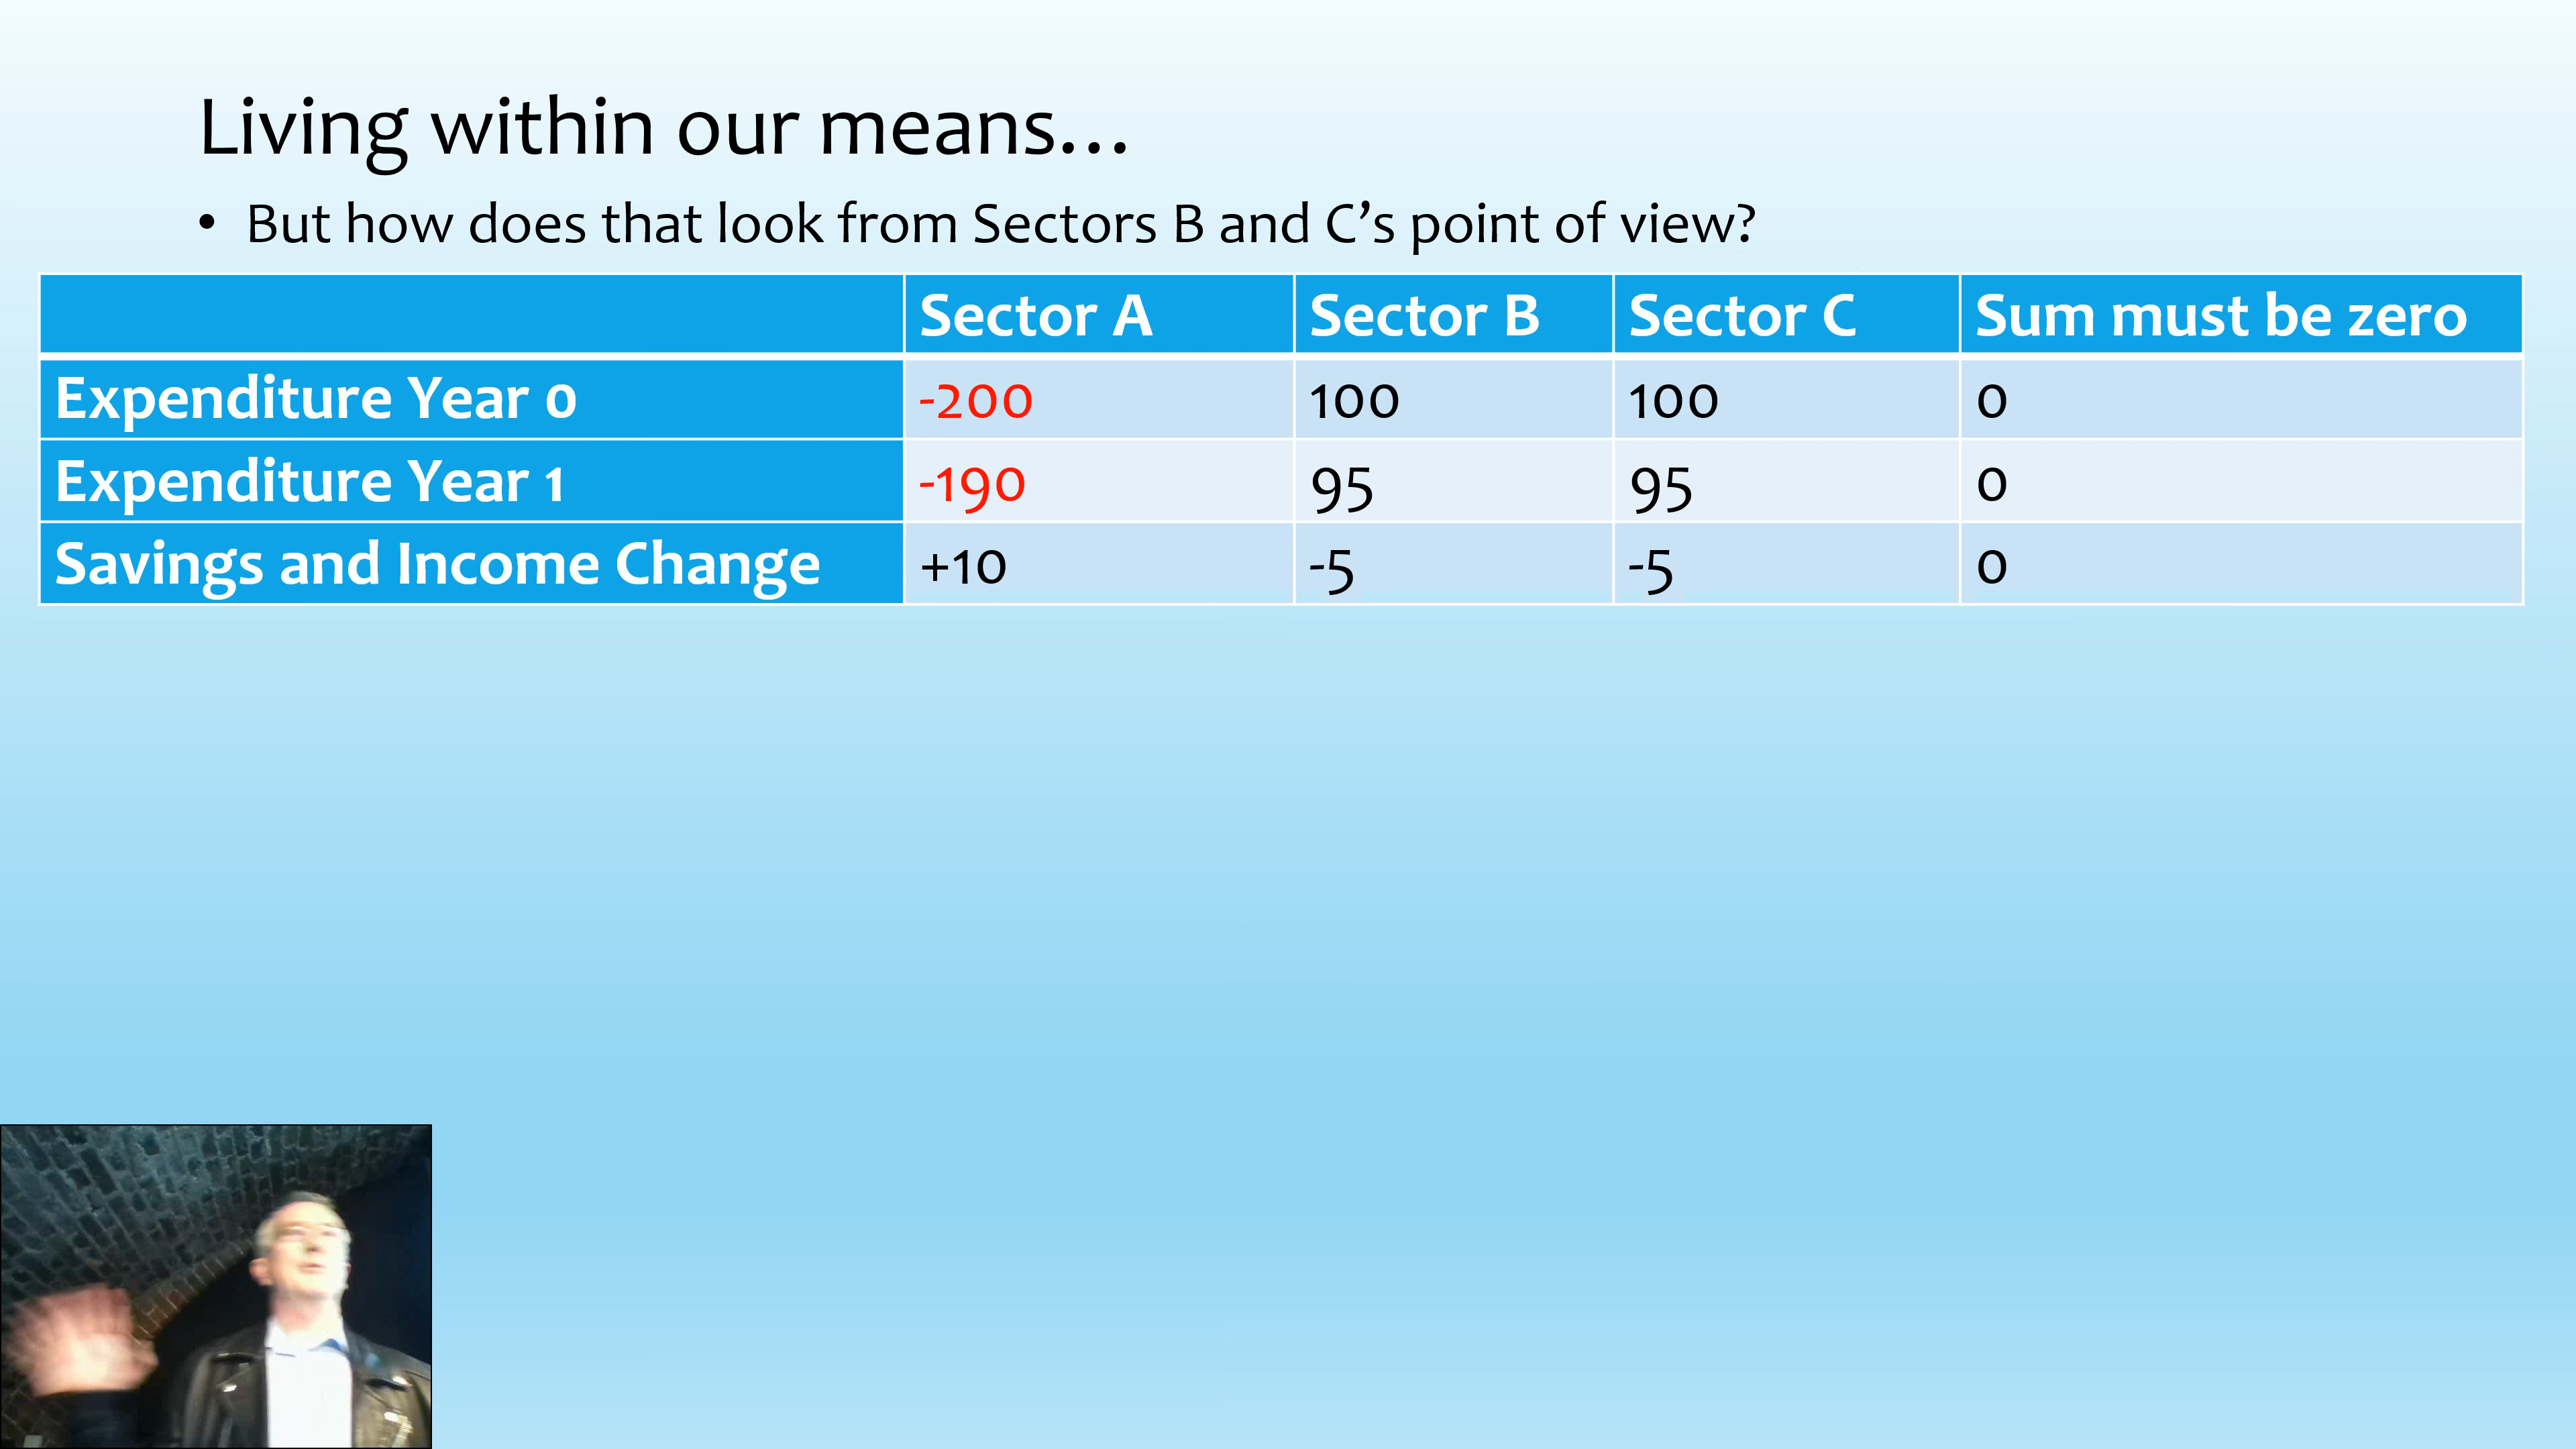 Living within our means…
• But how does that look from Sectors B and C’s point of view?
Sector A Sector B Sector C Sum must be zero
Expenditure Year 0 -200 100 100 0
Expenditure Year 1 -190 95 95 0
Savings and Income Change +10 -5 -5 0